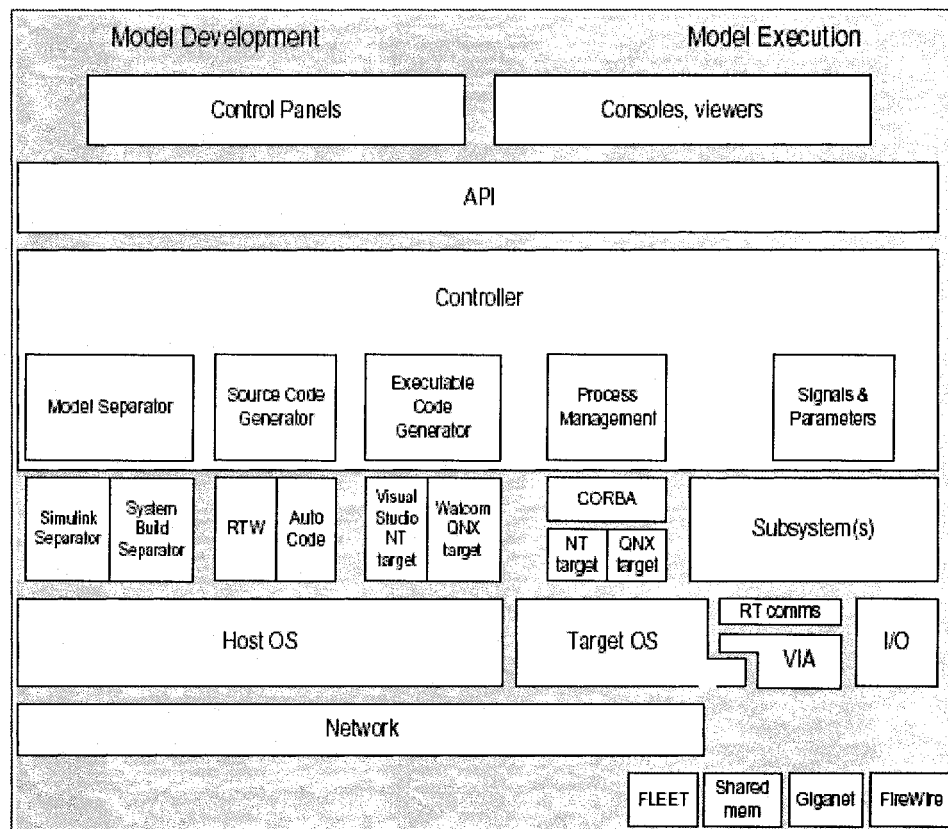 Model Development
Model Execution
Control Panels
Consoles, viewers
API
Controller
Model Separator
Source Code
Generator
Executable
Code
Generator
Process
Management
Signals &
Parameters
Simulink
Separator
System
Build
Separator
RTW
Auto
Code
Visual
Studio
NT
target
Watcom
QNX
target
CORBA
NT
target
QNX
target
Subsystem(s)
Host OS
Target OS
RT comms
VIA
I/O
Network
FLEET
Shared
mem
Giganet
FireWire